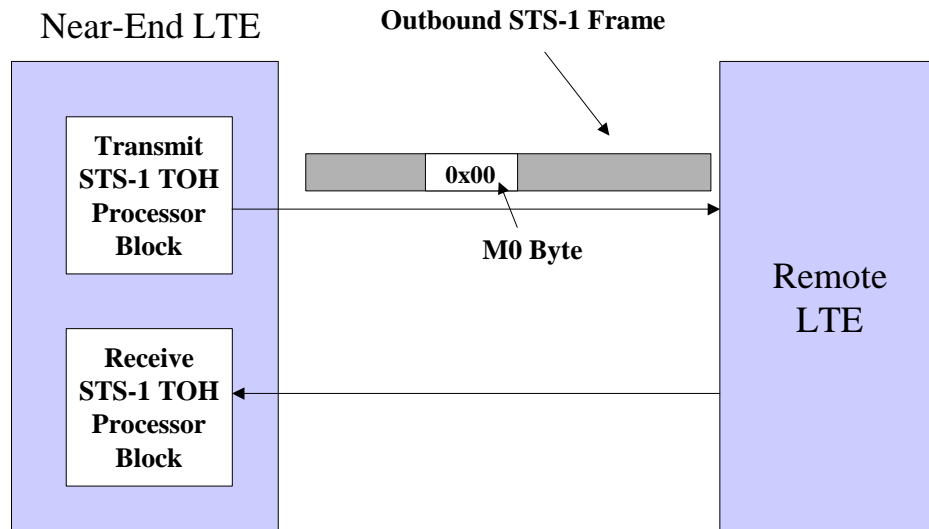 Near-End LTE
Outbound STS-1 Frame
Transmit
STS-1 TOH
Processor
Block
0x00
M0 Byte
Remote
LTE
Receive
STS-1 TOH
Processor
Block